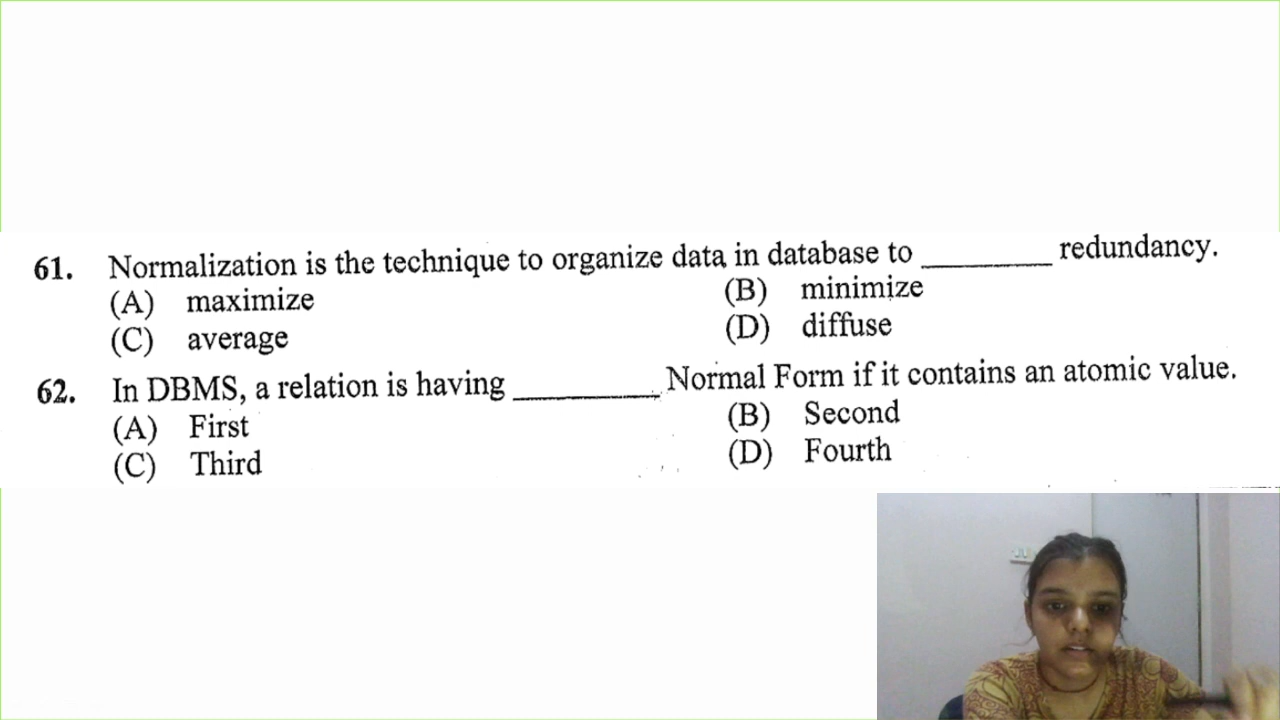 61. Normalization is the technique to organize data in database to ________ redundancy.
(A) maximize (B) minimize
(C) average (D) diffuse
62. In DBMS, a relation is having _________ Normal Form if it contains an atomic value.
(A) First (B) Second
(C) Third (D) Fourth